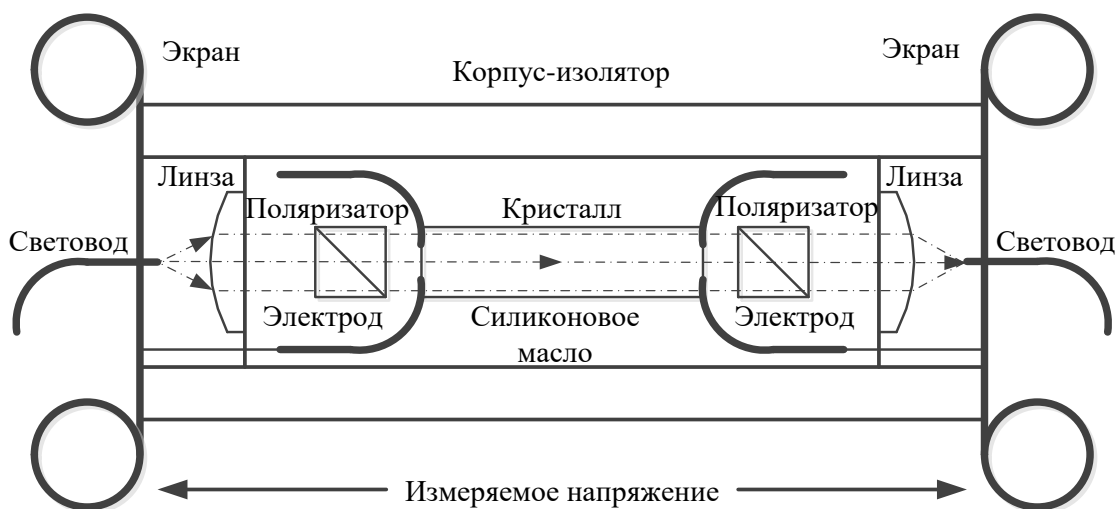 Экран
Экран
Корпус-изолятор
Линза
Линза
Поляризатор
Кристалл
Поляризатор
Световод
Световод
Электрод
Силиконовое
масло
Электрод
Измеряемое напряжение